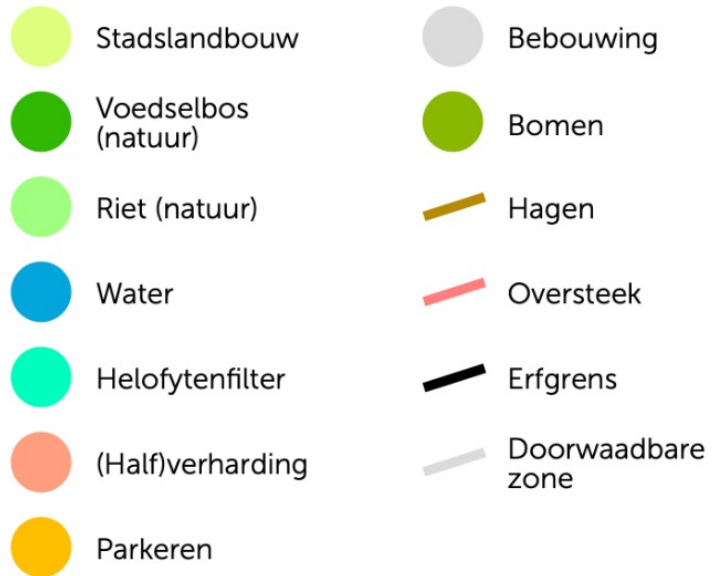 Stadslandbouw
Voedselbos
(natuur)
Riet (natuur)
Water
Helofytenfilter
(Half)verharding
Parkeren
Bebouwing
Bomen
Hagen
Oversteek
Erfgrens
Doorwaadbare
zone